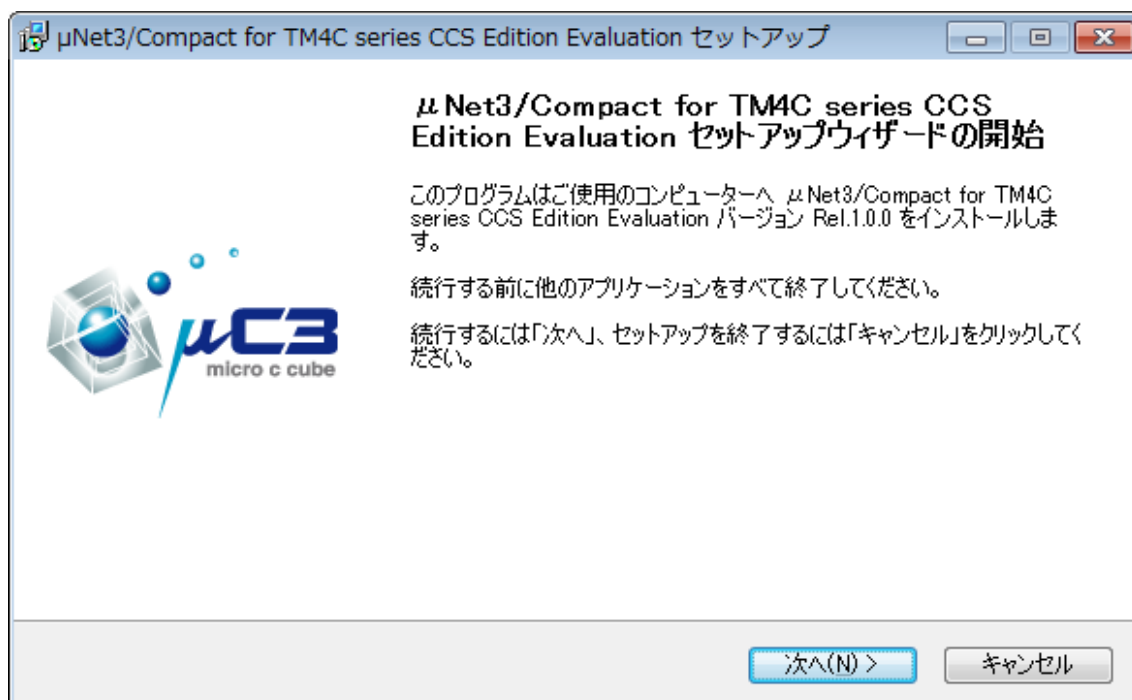 μNet3/Compact for TM4C series CCS Edition Evaluation セットアップ
μNet3/Compact for TM4C series CCS
Edition Evaluation セットアップウィザードの開始
このプログラムはご使用のコンピューターへ μNet3/Compact for TM4C
series CCS Edition Evaluation バージョン Rel.1.0.0 をインストールしま
す。
続行する前に他のアプリケーションをすべて終了してください。
続行するには「次へ」、セットアップを終了するには「キャンセル」をクリックしてく
ださい。
μC3
micro c cube
次へ(N) >
キャンセル